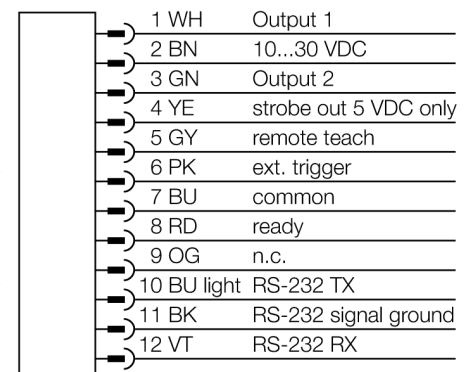 1 WH Output 1
2 BN 10...30 VDC
3 GN Output 2
4 YE strobe out 5 VDC only
5 GY remote teach
6 PK ext. trigger
7 BU common
8 RD ready
9 OG n.c.
10 BU light RS-232 TX
11 BK RS-232 signal ground
12 VT RS-232 RX